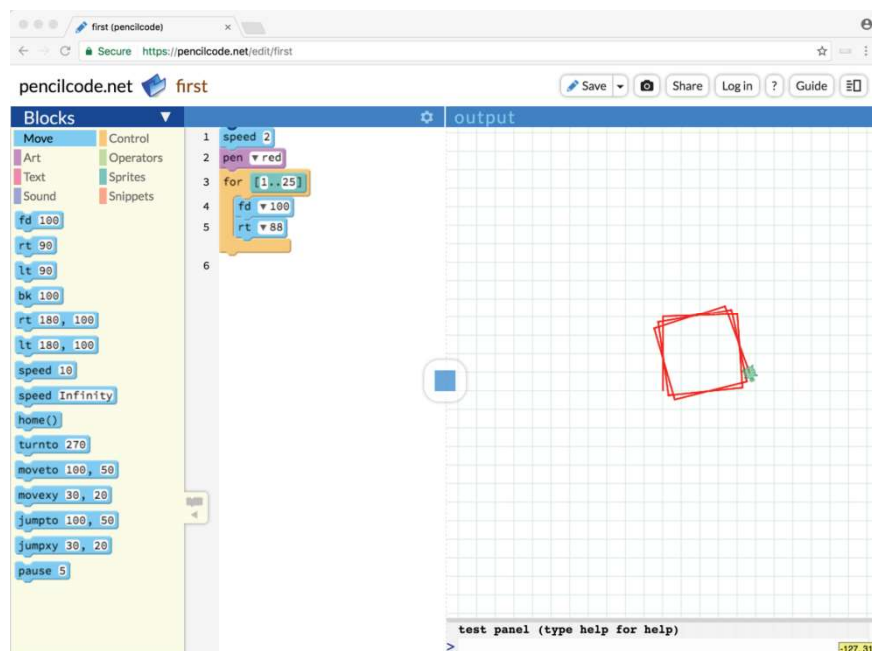 first (pencilcode)
Secure https://pencilcode.net/edit/first
pencilcode.net first
Save Share Log in ? Guide
Blocks
output
Move Control
Art Operators
Text Sprites
Sound Snippets
fd 100
rt 90
lt 90
bk 100
rt 180, 100
lt 180, 100
speed 10
speed Infinity
home()
turnto 270
moveto 100, 50
movexy 30, 20
jumpto 100, 50
jumpxy 30, 20
pause 5
1 speed 2
2 pen red
3 for [1..25]
4 fd 100
5 rt 88
6
test panel (type help for help)
>
-127, 31